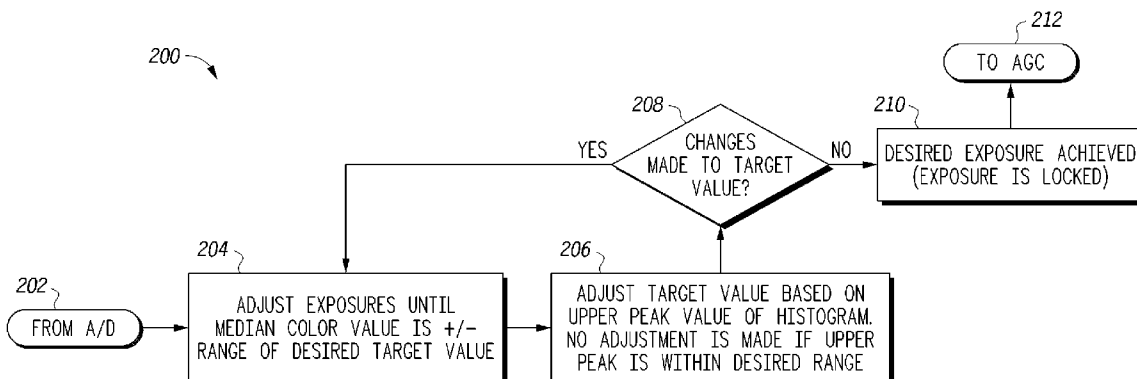 200
212
TO AGC
208
CHANGES
MADE TO TARGET
VALUE?
YES
NO
210
DESIRED EXPOSURE ACHIEVED
(EXPOSURE IS LOCKED)
202
FROM A/D
204
ADJUST EXPOSURES UNTIL
MEDIAN COLOR VALUE IS +/–
RANGE OF DESIRED TARGET VALUE
206
ADJUST TARGET VALUE BASED ON
UPPER PEAK VALUE OF HISTOGRAM.
NO ADJUSTMENT IS MADE IF UPPER
PEAK IS WITHIN DESIRED RANGE